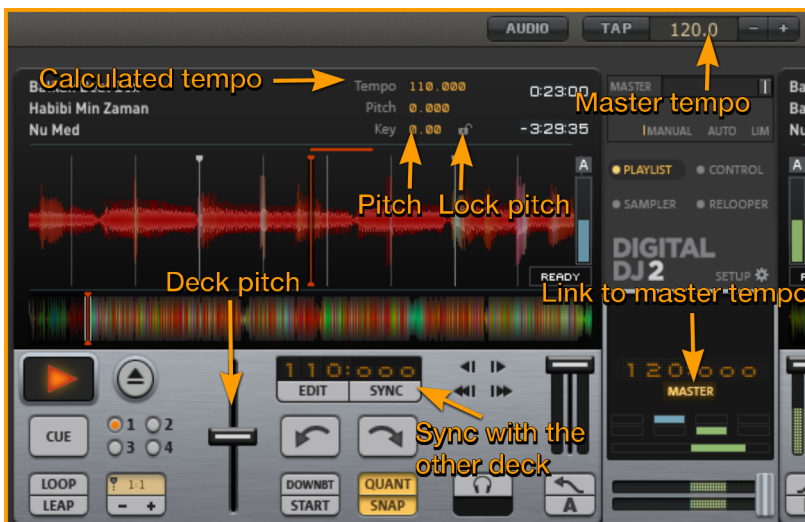 AUDIO
TAP
120.0
- +
Calculated tempo
Tempo 110.000
0:23:00
Habibi Min Zaman
Pitch 0.000
Nu Med
Key 0.00
-3:29:35
MASTER
Master tempo
MANUAL AUTO LIM
Ba
Ba
Nu
A
A
Pitch
Lock pitch
PLAYLIST
CONTROL
SAMPLER
RELOOPER
DIGITAL
DJ 2
SETUP
READY
Deck pitch
Link to master tempo
110:000
EDIT
SYNC
120:000
MASTER
CUE
1 2
3 4
Sync with the
other deck
LOOP
LEAP
1:1
- +
DOWNBT
START
QUANT
SNAP
A